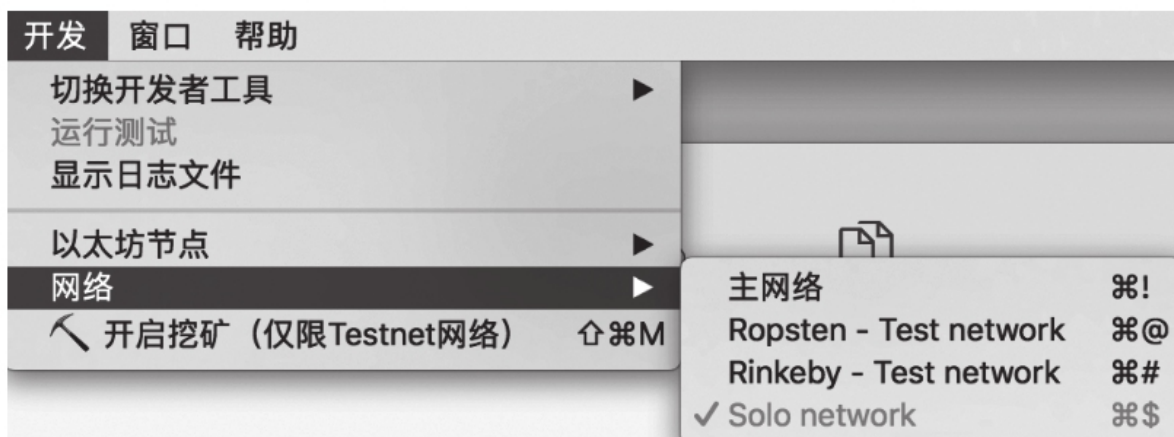 开发 窗口 帮助
切换开发者工具 ▶
运行测试
显示日志文件
以太坊节点 ▶
网络 ▶
开启挖矿（仅限Testnet网络） ⇧⌘M
主网络 ⌘!
Ropsten - Test network ⌘@
Rinkeby - Test network ⌘#
✓ Solo network ⌘$